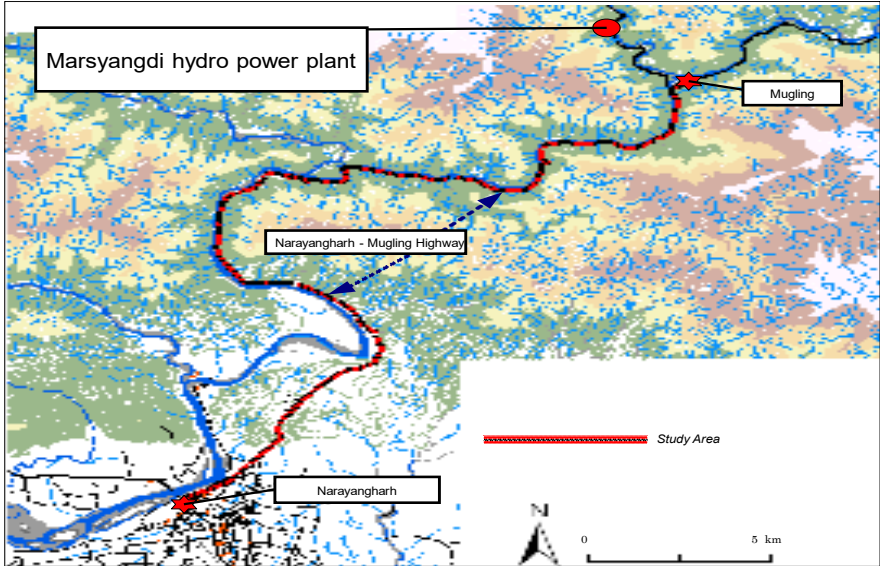 Marsyangdi hydro power plant
Mugling
Narayangharh - Mugling Highway
Study Area
Narayangharh
N
0 5 km